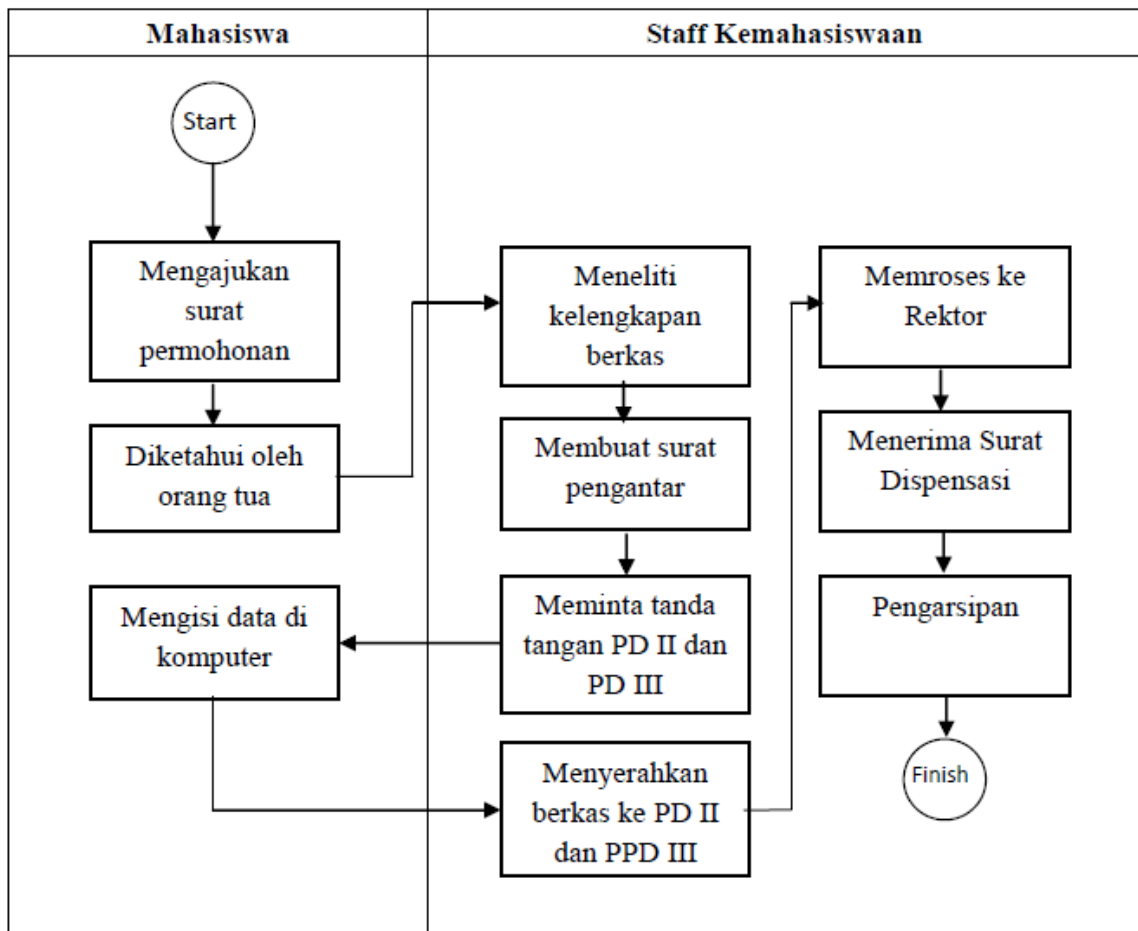 Mahasiswa
Staff Kemahasiswaan
Start
Mengajukan
surat
permohonan
Diketahui oleh
orang tua
Meneliti
kelengkapan
berkas
Membuat surat
pengantar
Meminta tanda
tangan PD II dan
PD III
Mengisi data di
komputer
Menyerahkan
berkas ke PD II
dan PPD III
Memroses ke
Rektor
Menerima Surat
Dispensasi
Pengarsipan
Finish